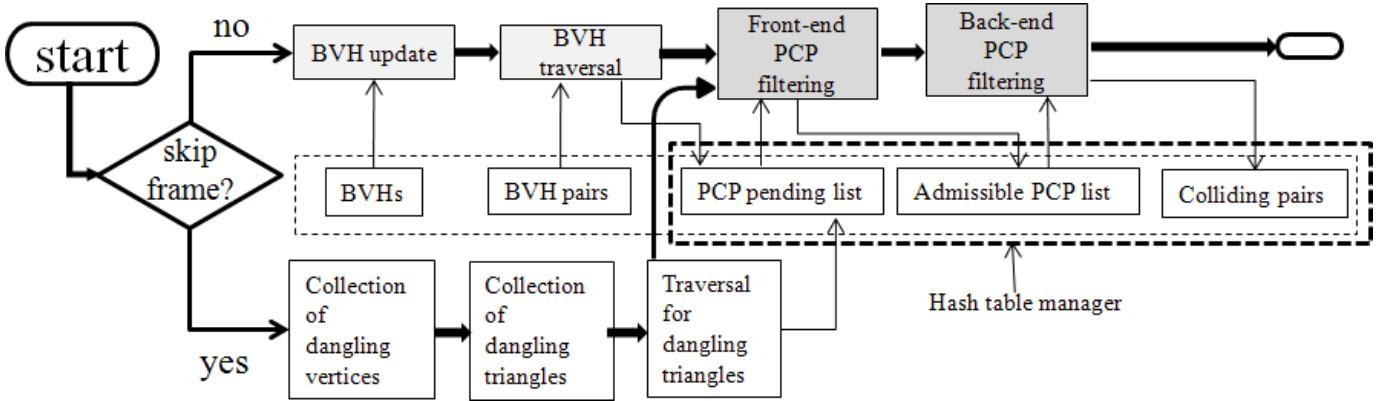 start
no
skip
frame?
yes
BVH update
BVH
traversal
Front-end
PCP
filtering
Back-end
PCP
filtering
BVHs
BVH pairs
PCP pending list
Admissible PCP list
Colliding pairs
Collection
of
dangling
vertices
Collection
of
dangling
triangles
Traversal
for
dangling
triangles
Hash table manager